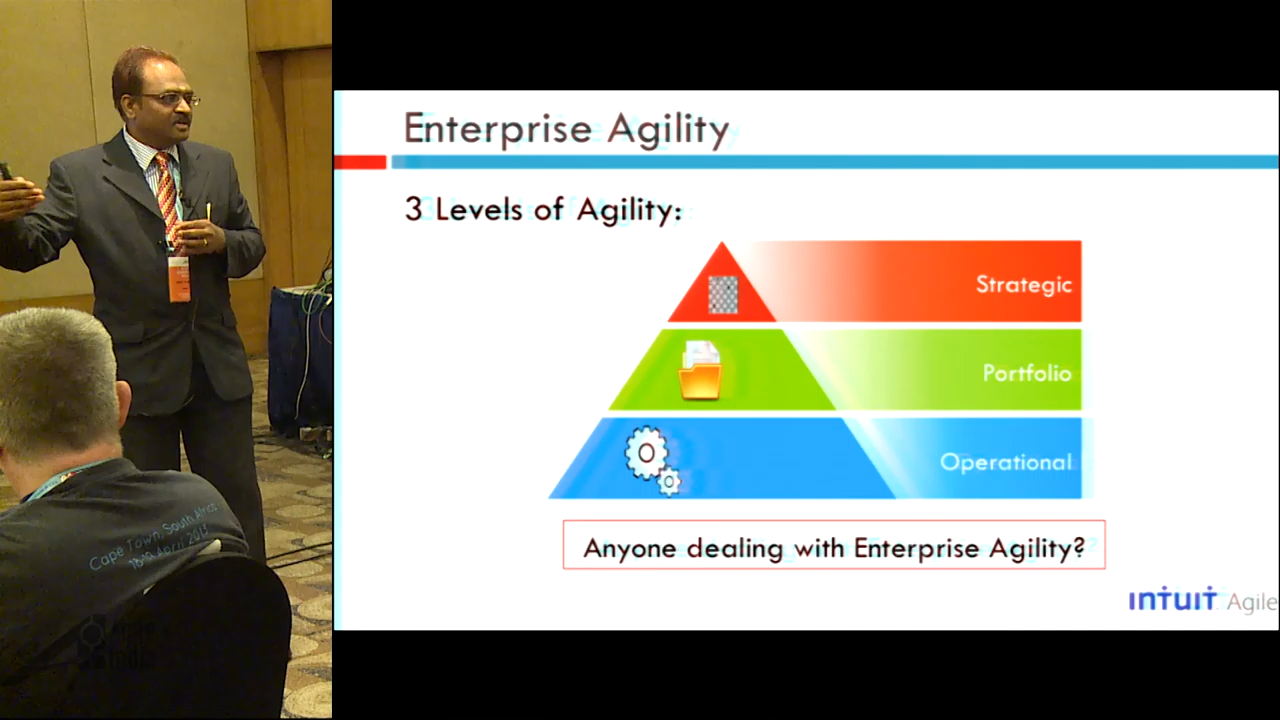 Enterprise Agility
3 Levels of Agility:
Strategic
Portfolio
Operational
Anyone dealing with Enterprise Agility?
INTUIT Agile
Cape Town, South Africa
India